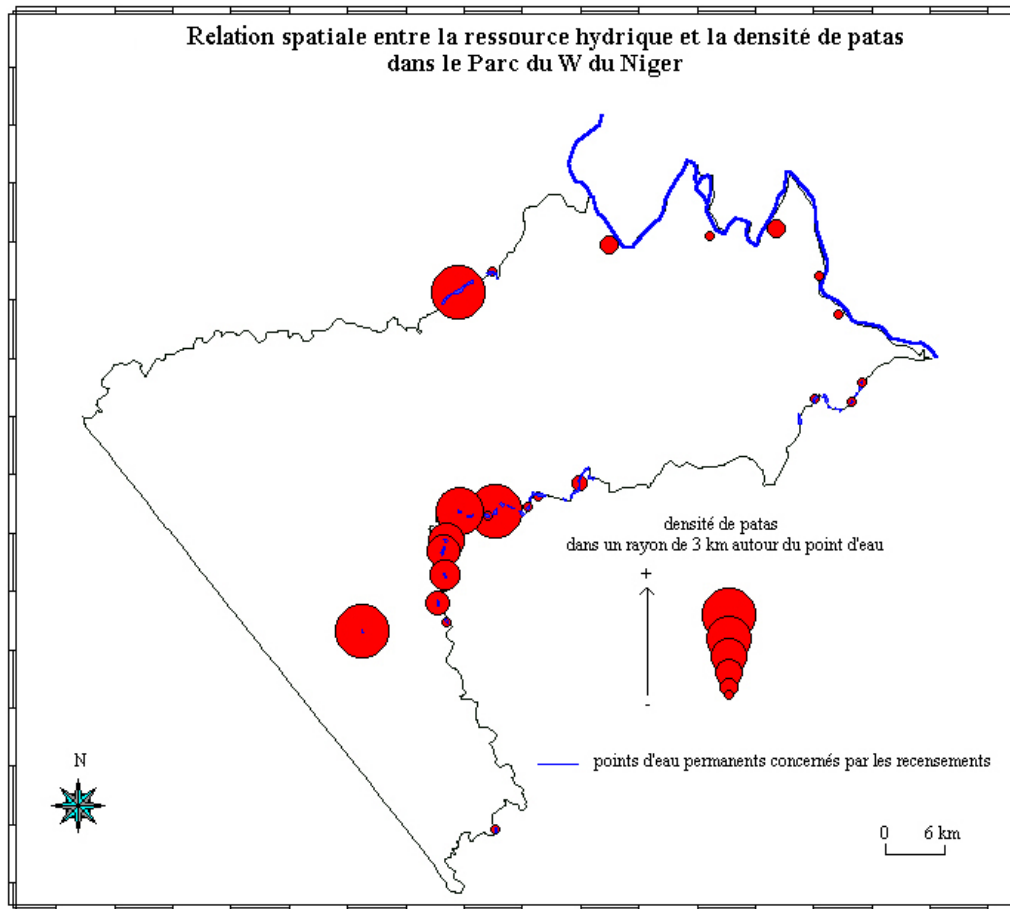 Relation spatiale entre la ressource hydrique et la densité de patas
dans le Parc du W du Niger
densité de patas
dans un rayon de 3 km autour du point d'eau
+
-
points d'eau permanents concernés par les recensements
N
0 6 km